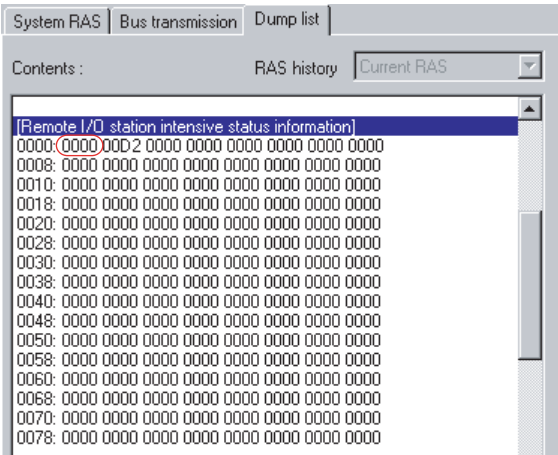 System RAS Bus transmission Dump list
Contents : RAS history Current RAS
[Remote I/O station intensive status information]
0000: 0000 00D2 0000 0000 0000 0000 0000 0000
0008: 0000 0000 0000 0000 0000 0000 0000 0000
0010: 0000 0000 0000 0000 0000 0000 0000 0000
0018: 0000 0000 0000 0000 0000 0000 0000 0000
0020: 0000 0000 0000 0000 0000 0000 0000 0000
0028: 0000 0000 0000 0000 0000 0000 0000 0000
0030: 0000 0000 0000 0000 0000 0000 0000 0000
0038: 0000 0000 0000 0000 0000 0000 0000 0000
0040: 0000 0000 0000 0000 0000 0000 0000 0000
0048: 0000 0000 0000 0000 0000 0000 0000 0000
0050: 0000 0000 0000 0000 0000 0000 0000 0000
0058: 0000 0000 0000 0000 0000 0000 0000 0000
0060: 0000 0000 0000 0000 0000 0000 0000 0000
0068: 0000 0000 0000 0000 0000 0000 0000 0000
0070: 0000 0000 0000 0000 0000 0000 0000 0000
0078: 0000 0000 0000 0000 0000 0000 0000 0000